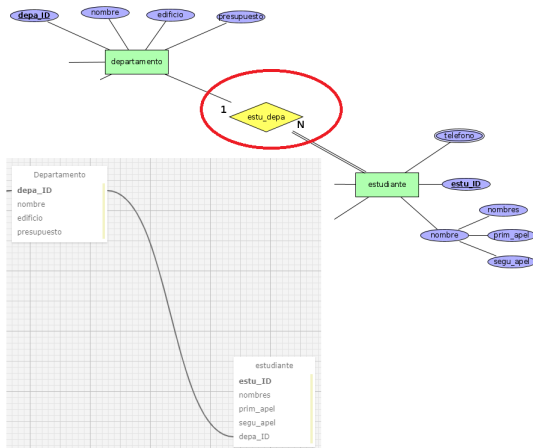 depa_ID
nombre
edificio
presupuesto
departamento
1
estu_depa
N
telefono
estudiante
estu_ID
nombre
nombres
prim_apel
segu_apel
Departamento
depa_ID
nombre
edificio
presupuesto
estudiante
estu_ID
nombres
prim_apel
segu_apel
depa_ID